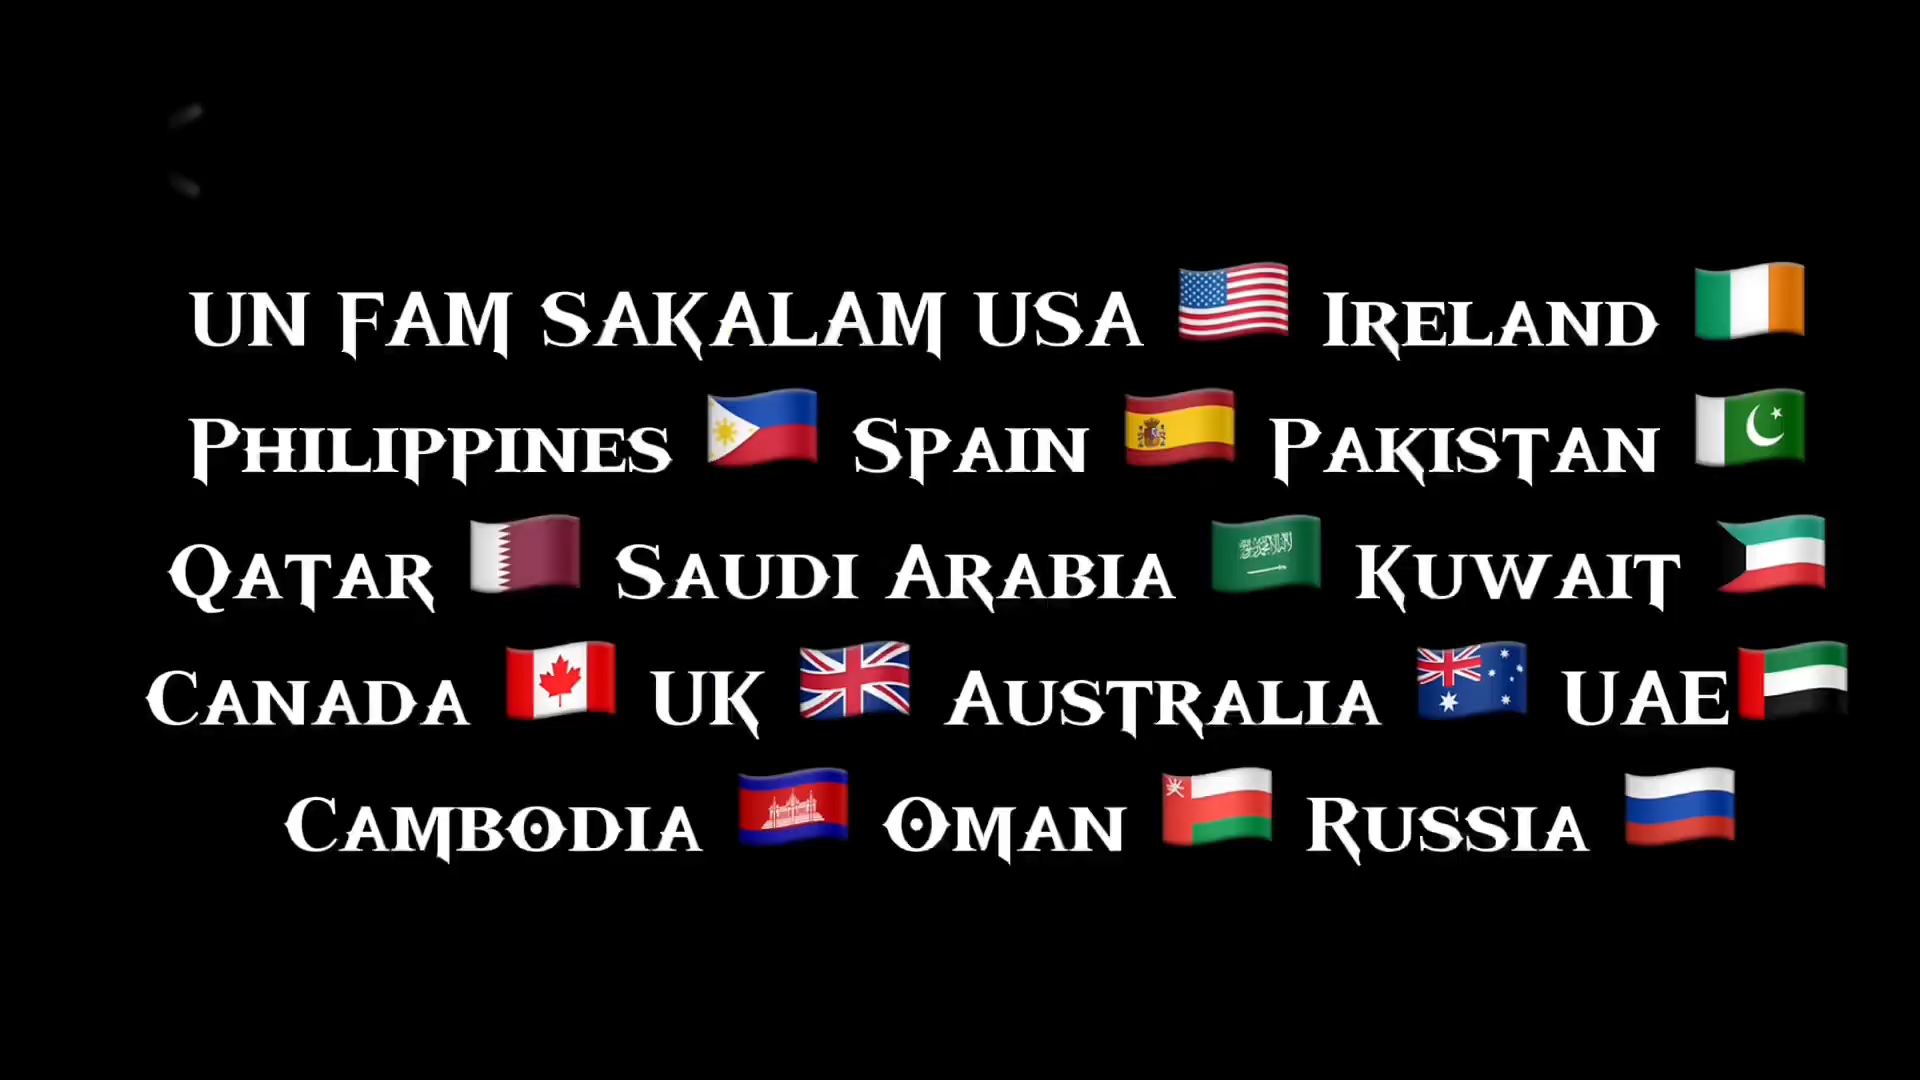 UN FAM SAKALAM USA 🇺🇸 Ireland 🇮🇪
Philippines 🇵🇭 Spain 🇪🇸 Pakistan 🇵🇰
Qatar 🇶🇦 Saudi Arabia 🇸🇦 Kuwait 🇰🇼
Canada 🇨🇦 UK 🇬🇧 Australia 🇦🇺 UAE🇦🇪
Cambodia 🇰🇭 Oman 🇴🇲 Russia 🇷🇺